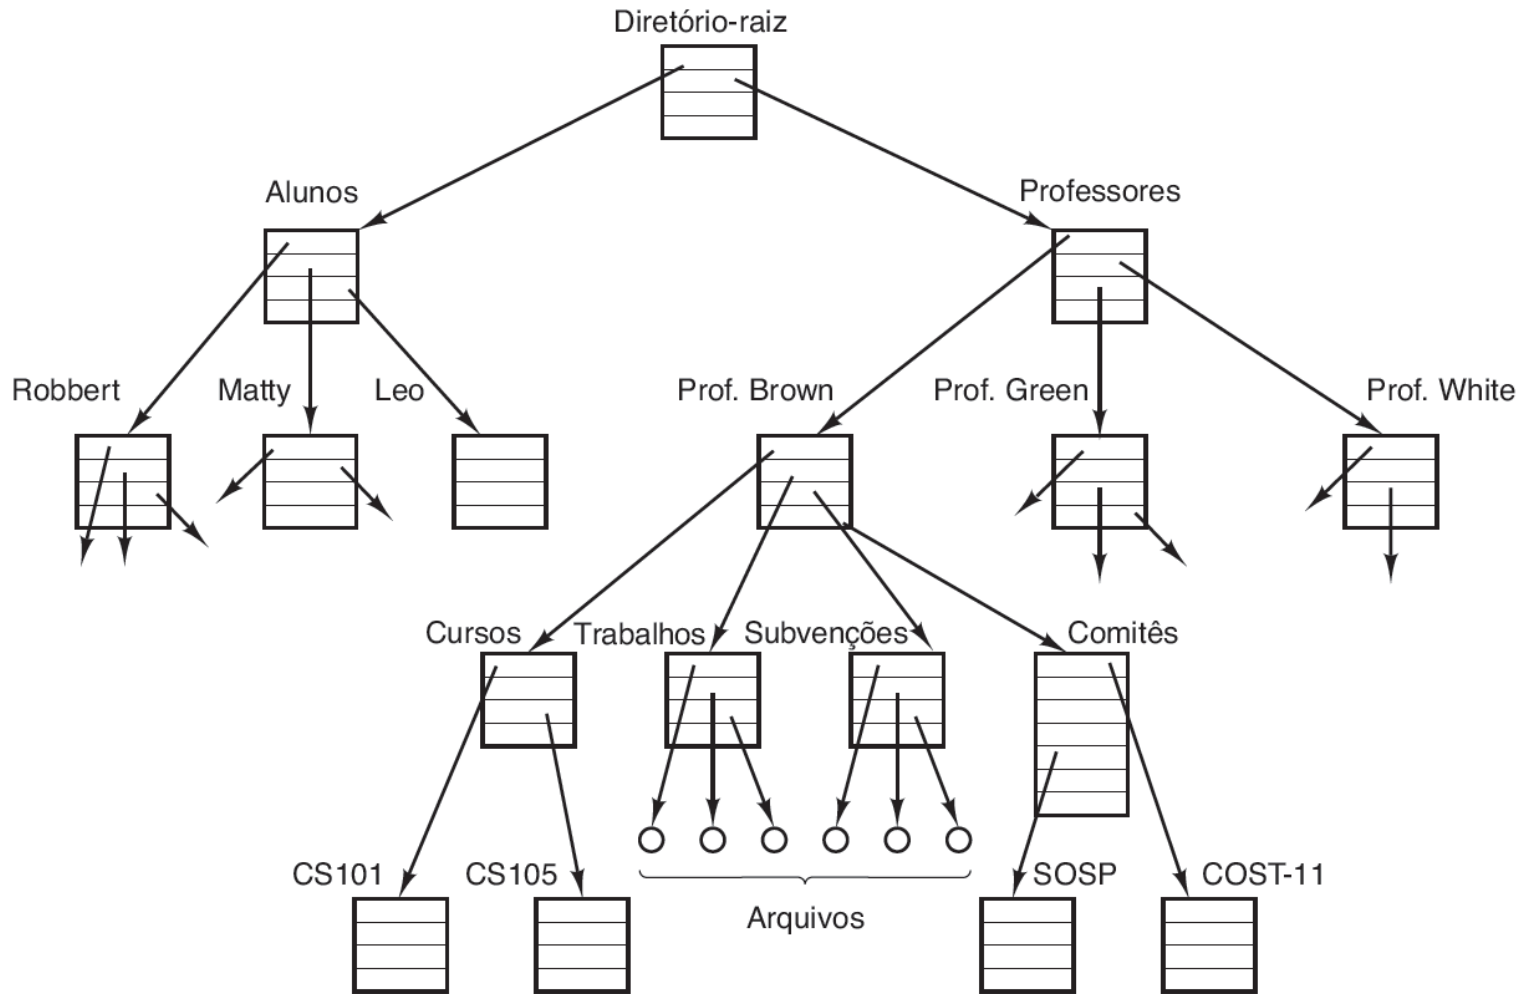 Diretório-raiz
Alunos
Professores
Robbert
Matty
Leo
Prof. Brown
Prof. Green
Prof. White
Cursos
Trabalhos
Subvenções
Comitês
CS101
CS105
SOSP
COST-11
Arquivos